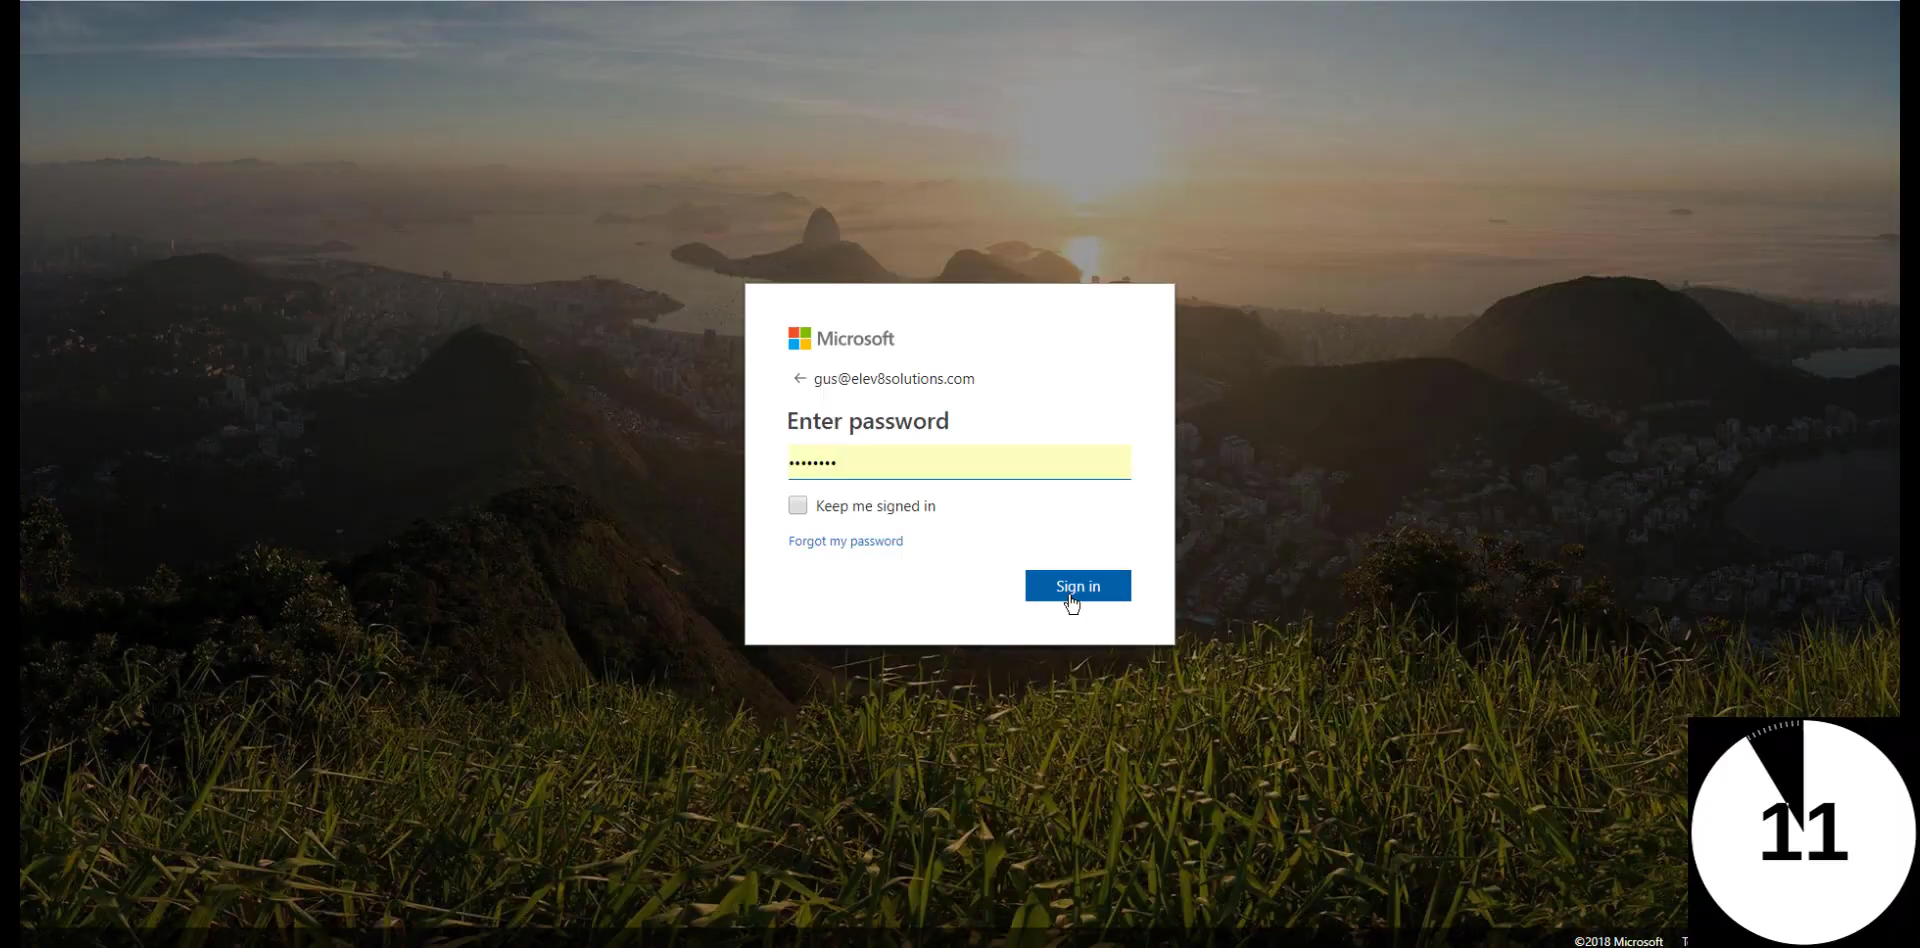 Microsoft
← gus@elev8solutions.com
Enter password
••••••••
Keep me signed in
Forgot my password
Sign in
11
©2018 Microsoft